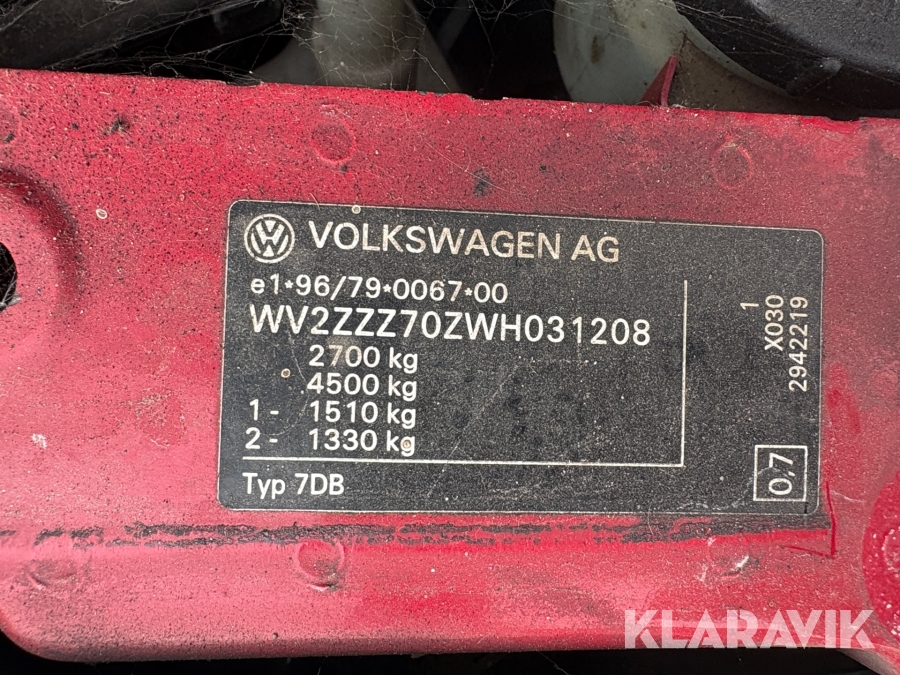 VOLKSWAGEN AG
e1*96/79*0067*00
WV2ZZZ70ZWH031208
2700 kg
4500 kg
1 - 1510 kg
2 - 1330 kg
Typ 7DB
1
X030
2942219
0,7
KLARAVIK